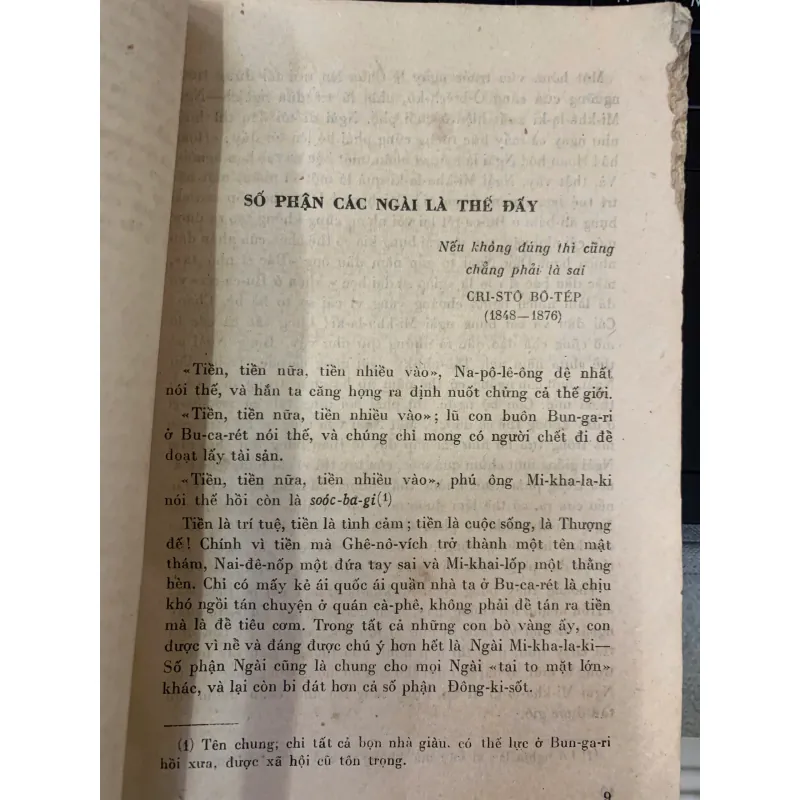 SỐ PHẬN CÁC NGÀI LÀ THẾ ĐẤY
Nếu không đúng thì cũng
chẳng phải là sai
CRI-STÔ BÔ-TÉP
(1848—1876)
«Tiền, tiền nữa, tiền nhiều vào», Na-pô-lê-ông đệ nhất
nói thế, và hắn ta căng họng ra định nuốt chửng cả thế giới.
«Tiền, tiền nữa, tiền nhiều vào»; lũ con buôn Bun-ga-ri
ở Bu-ca-rét nói thế, và chúng chỉ mong có người chết đi để
đoạt lấy tài sản.
«Tiền, tiền nữa, tiền nhiều vào», phú ông Mi-kha-la-ki
nói thế hồi còn là soóc-ba-gi(1)
Tiền là trí tuệ, tiền là tình cảm; tiền là cuộc sống, là Thượng
đế! Chính vì tiền mà Ghê-nô-vích trở thành một tên mật
thám, Nai-đê-nốp một đứa tay sai và Mi-khai-lốp một thằng
hèn. Chỉ có mấy kẻ ái quốc ái quần nhà ta ở Bu-ca-rét là chịu
khó ngồi tán chuyện ở quán cà-phê, không phải để tán ra tiền
mà là để tiêu cơm. Trong tất cả những con bò vàng ấy, con
được vì nể và đáng được chú ý hơn hết là Ngài Mi-kha-la-ki—
Số phận Ngài cũng là chung cho mọi Ngài «tai to mặt lớn»
khác, và lại còn bi đát hơn cả số phận Đông-ki-sốt.
(1) Tên chung; chỉ tất cả bọn nhà giàu. có thế lực ở Bun-ga-ri
hồi xưa, được xã hội cũ tôn trọng.
9